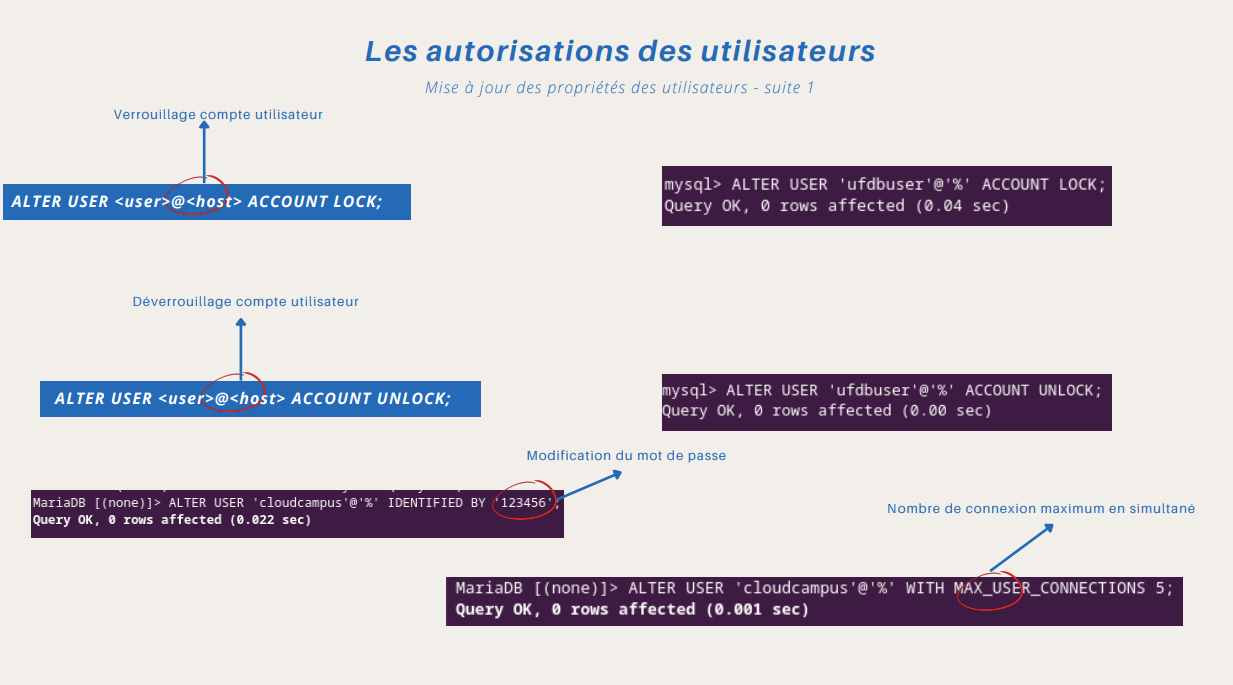 Les autorisations des utilisateurs
Mise à jour des propriétés des utilisateurs - suite 1
Verrouillage compte utilisateur
ALTER USER <user>@<host> ACCOUNT LOCK;
mysql> ALTER USER 'ufdbuser'@'%' ACCOUNT LOCK;
Query OK, 0 rows affected (0.04 sec)
Déverrouillage compte utilisateur
ALTER USER <user>@<host> ACCOUNT UNLOCK;
mysql> ALTER USER 'ufdbuser'@'%' ACCOUNT UNLOCK;
Query OK, 0 rows affected (0.00 sec)
Modification du mot de passe
MariaDB [(none)]> ALTER USER 'cloudcampus'@'%' IDENTIFIED BY '123456';
Query OK, 0 rows affected (0.022 sec)
Nombre de connexion maximum en simultané
MariaDB [(none)]> ALTER USER 'cloudcampus'@'%' WITH MAX_USER_CONNECTIONS 5;
Query OK, 0 rows affected (0.001 sec)